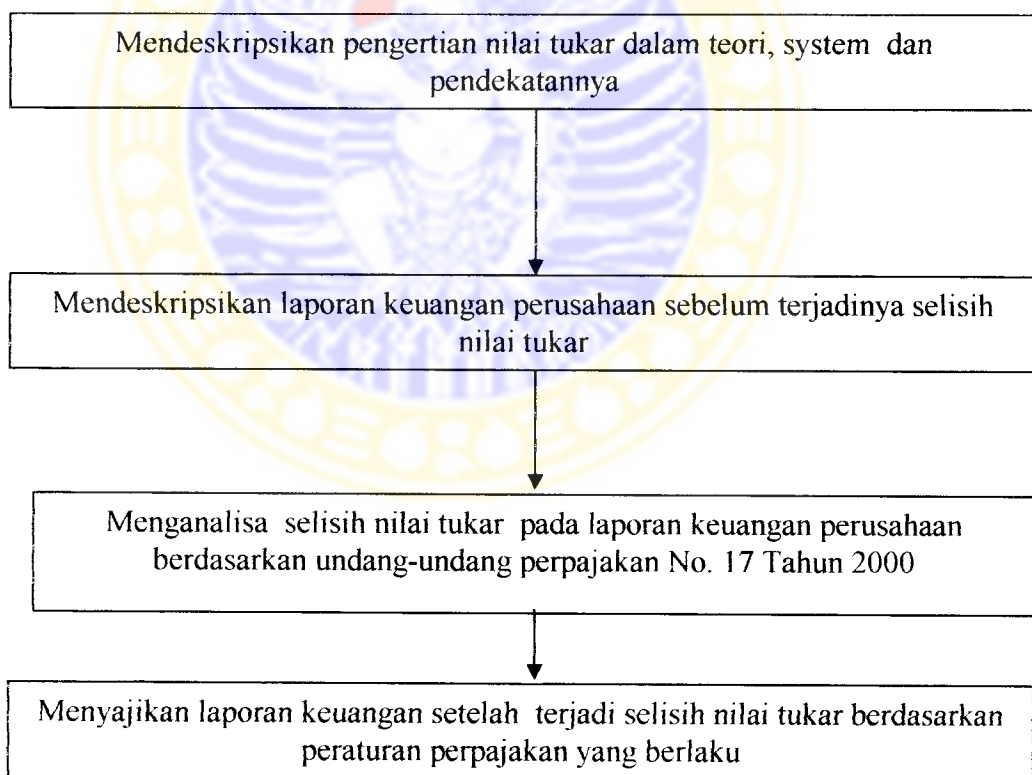 Mendeskripsikan pengertian nilai tukar dalam teori, system dan
pendekatannya
Mendeskripsikan laporan keuangan perusahaan sebelum terjadinya selisih
nilai tukar
Menganalisa selisih nilai tukar pada laporan keuangan perusahaan
berdasarkan undang-undang perpajakan No. 17 Tahun 2000
Menyajikan laporan keuangan setelah terjadi selisih nilai tukar berdasarkan
peraturan perpajakan yang berlaku